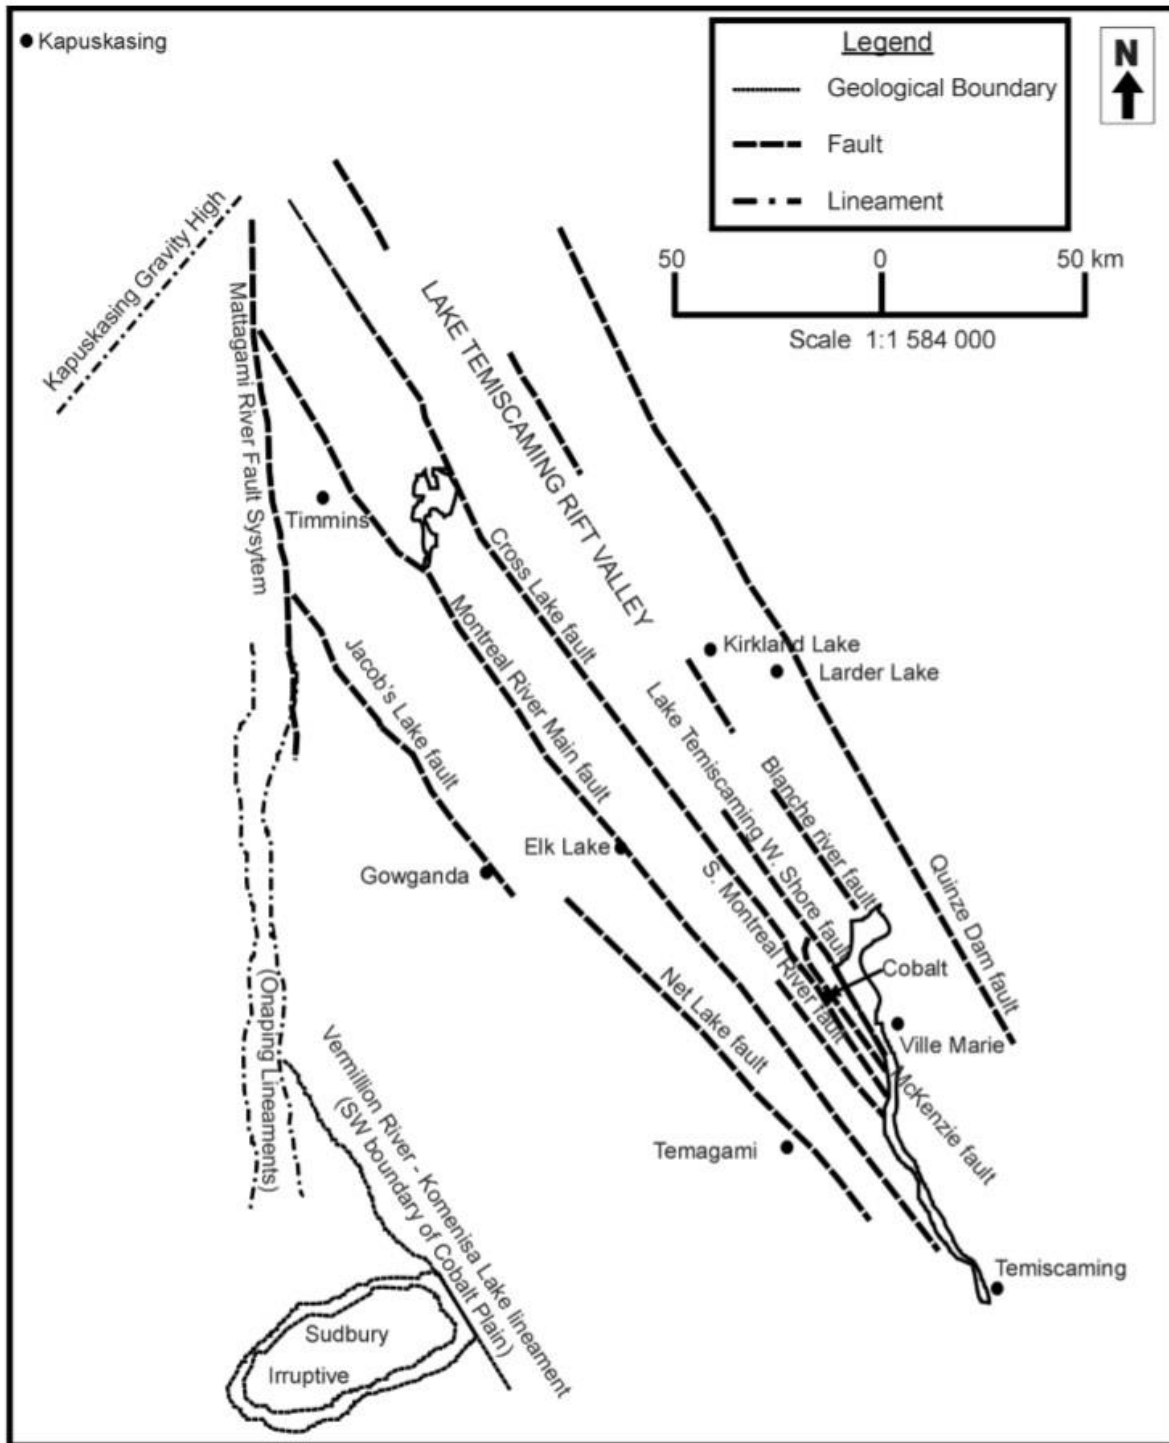 Kapuskasing
Legend
Geological Boundary
Fault
Lineament
N
50 0 50 km
Scale 1:1 584 000
Kapuskasing Gravity High
Mattagami River Fault Sysytem
LAKE TEMISCAMING RIFT VALLEY
Timmins
Cross Lake fault
Montreal River Main fault
Jacob's Lake fault
Kirkland Lake
Larder Lake
Lake Temiscaming W. Shore fault
Blanche river fault
Quinze Dam fault
Elk Lake
Gowganda
S. Montreal River fault
Cobalt
Net Lake fault
Ville Marie
McKenzie fault
(Onaping Lineaments)
Vermillion River - Komenisa Lake lineament
(SW boundary of Cobalt Plain)
Temagami
Temiscaming
Sudbury
Irruptive